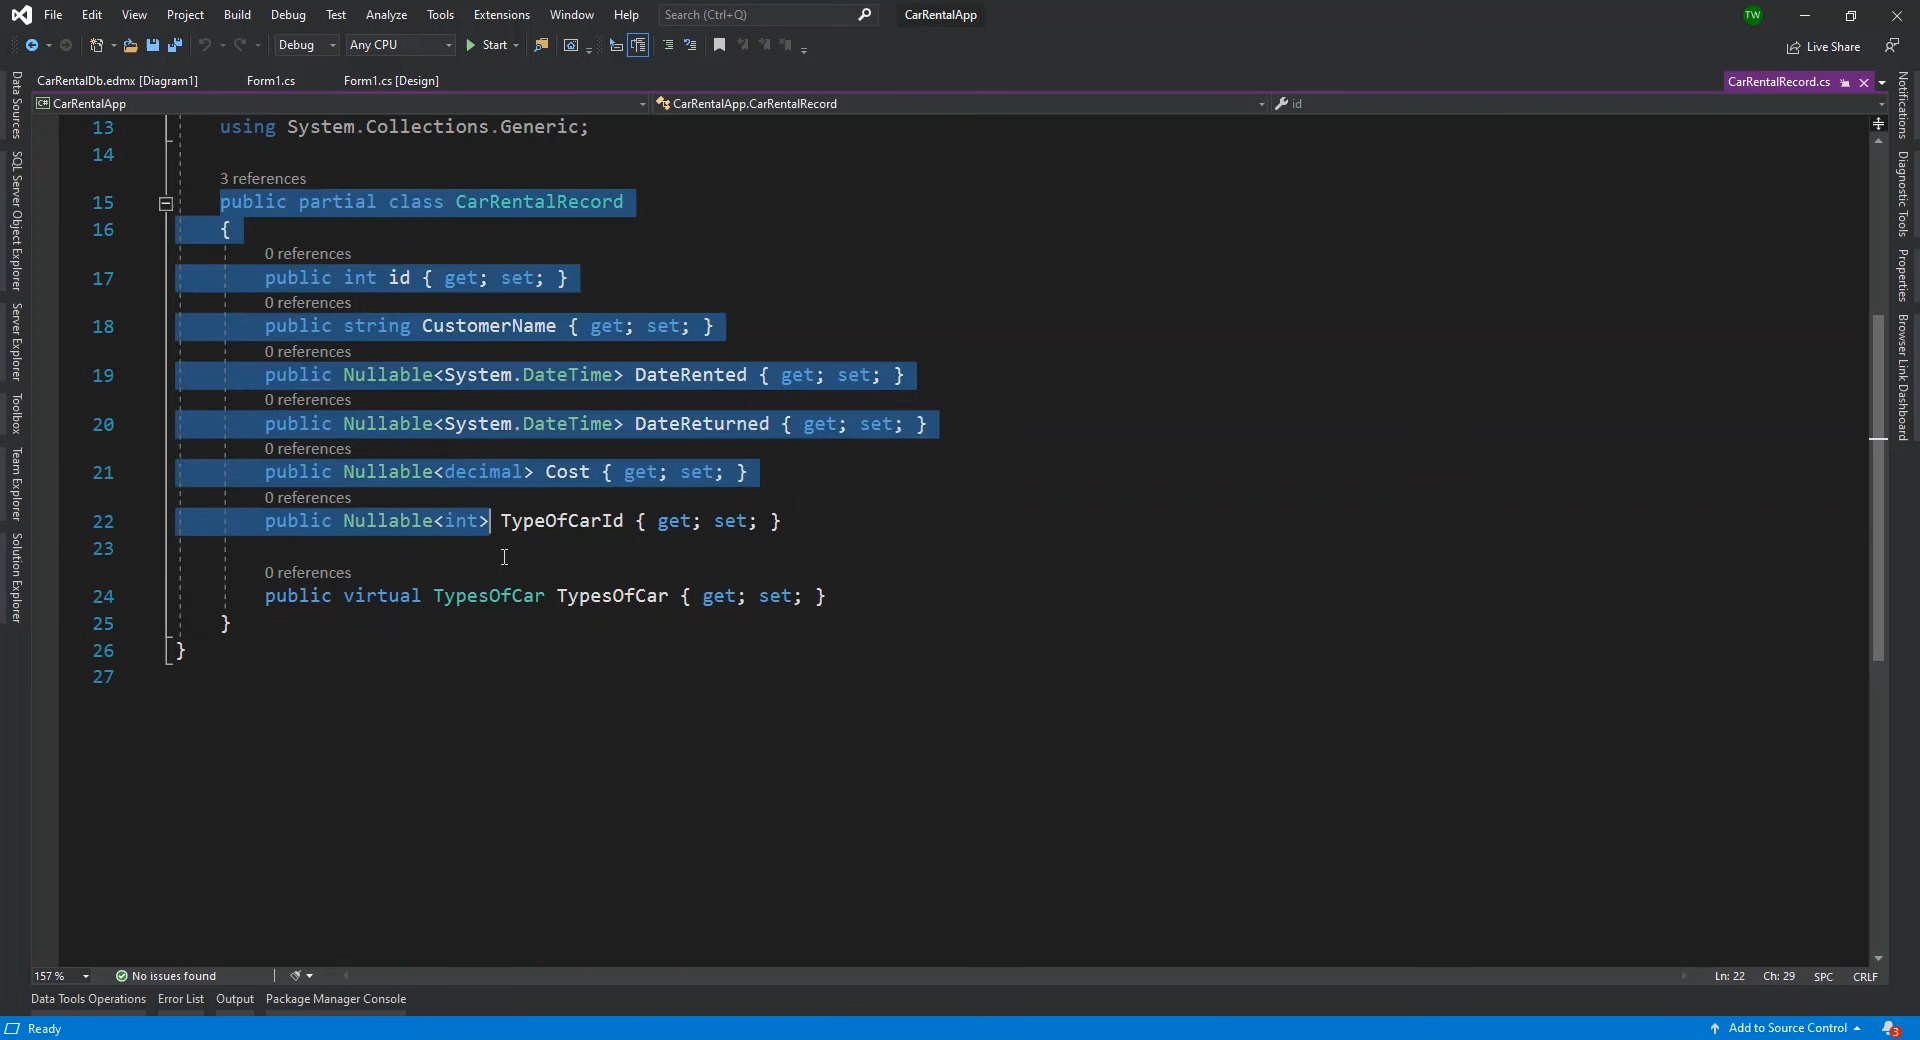 File Edit View Project Build Debug Test Analyze Tools Extensions Window Help Search (Ctrl+Q) CarRentalApp TW
Debug Any CPU Start Live Share
CarRentalDb.edmx [Diagram1] Form1.cs Form1.cs [Design] CarRentalRecord.cs
C# CarRentalApp CarRentalApp.CarRentalRecord id
13 using System.Collections.Generic;
14
3 references
15 public partial class CarRentalRecord
16 {
0 references
17 public int id { get; set; }
0 references
18 public string CustomerName { get; set; }
0 references
19 public Nullable<System.DateTime> DateRented { get; set; }
0 references
20 public Nullable<System.DateTime> DateReturned { get; set; }
0 references
21 public Nullable<decimal> Cost { get; set; }
0 references
22 public Nullable<int> TypeOfCarId { get; set; }
23
0 references
24 public virtual TypesOfCar TypesOfCar { get; set; }
25 }
26 }
27
Data Sources
SQL Server Object Explorer
Server Explorer
Toolbox
Team Explorer
Solution Explorer
Notifications
Diagnostic Tools
Properties
Browser Link Dashboard
157 % No issues found Ln: 22 Ch: 29 SPC CRLF
Data Tools Operations Error List Output Package Manager Console
Ready Add to Source Control 3